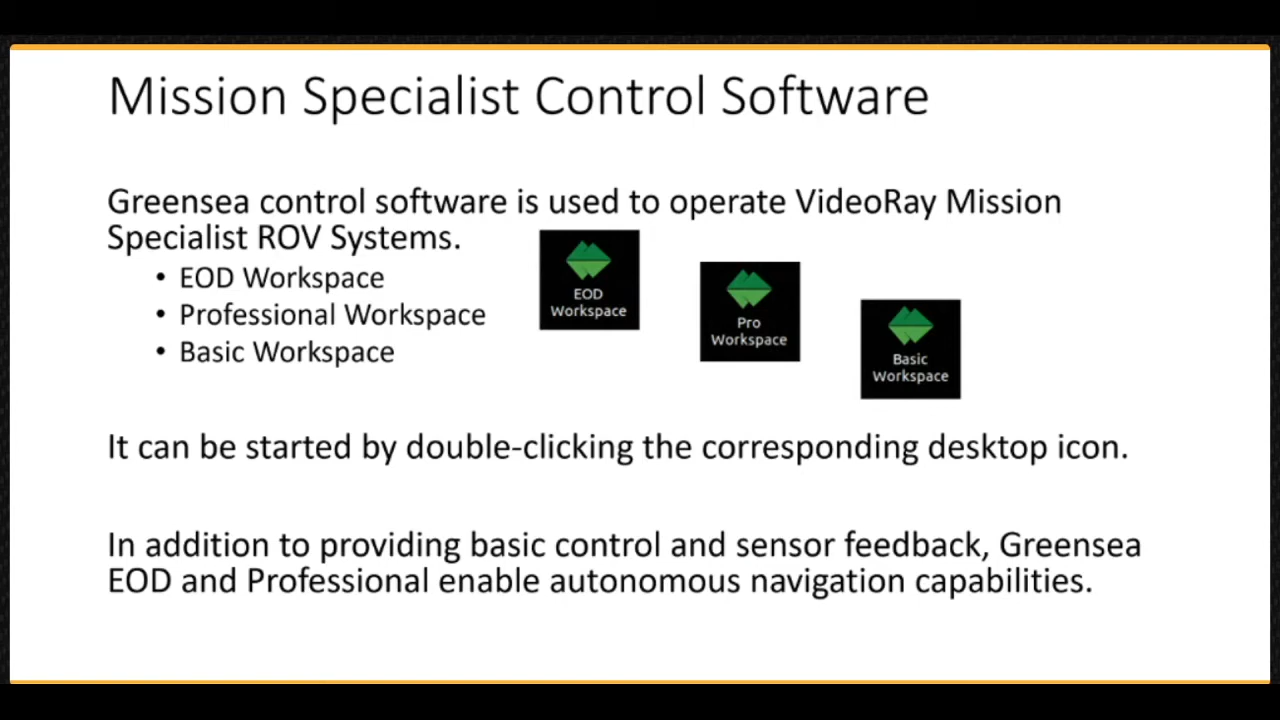 Mission Specialist Control Software
Greensea control software is used to operate VideoRay Mission
Specialist ROV Systems.
• EOD Workspace
• Professional Workspace
• Basic Workspace
EOD
Workspace
Pro
Workspace
Basic
Workspace
It can be started by double-clicking the corresponding desktop icon.
In addition to providing basic control and sensor feedback, Greensea
EOD and Professional enable autonomous navigation capabilities.